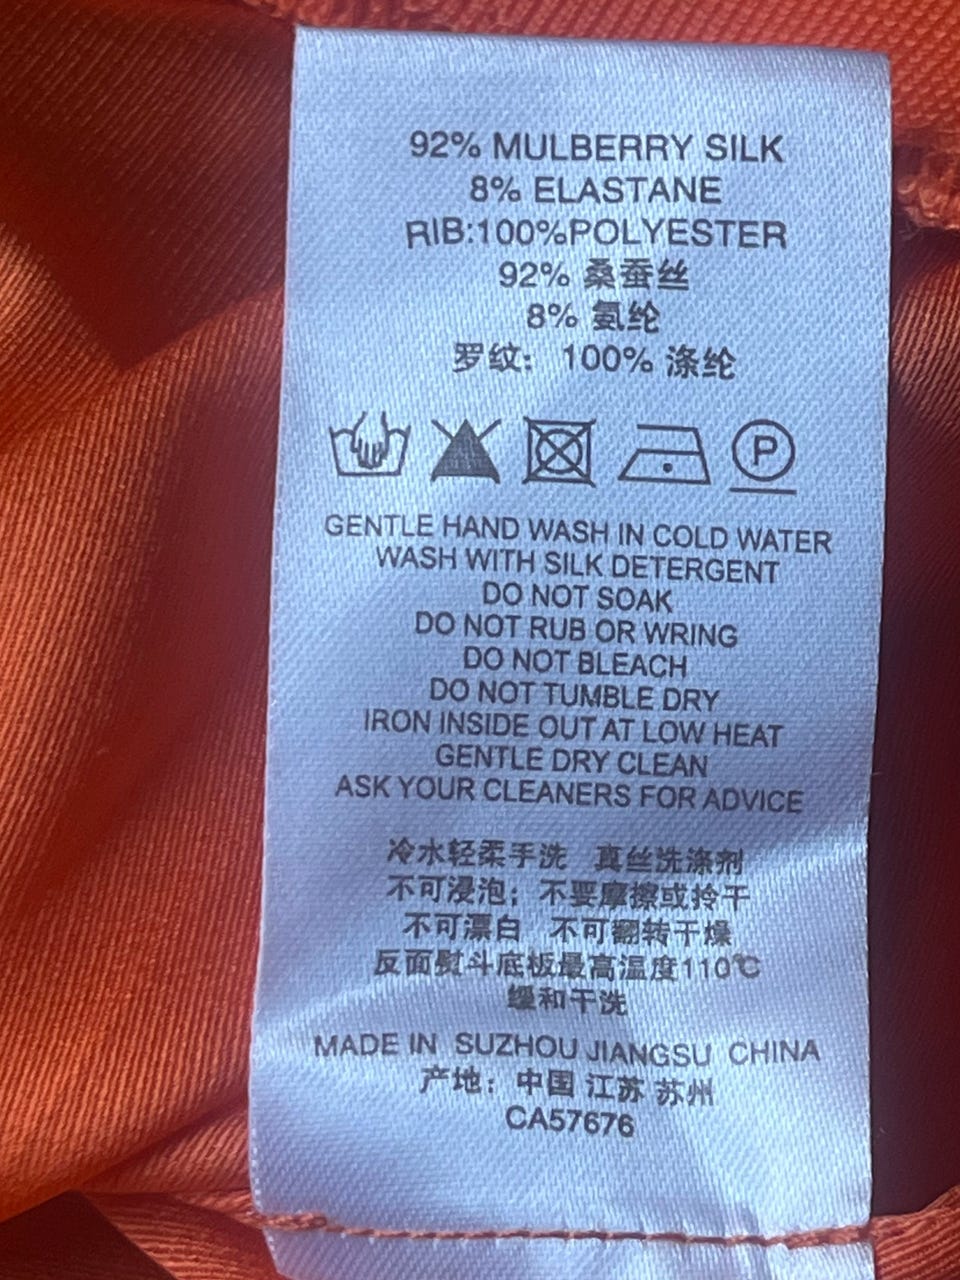 92% MULBERRY SILK
8% ELASTANE
RIB:100%POLYESTER
92% 桑蚕丝
8% 氨纶
罗纹： 100% 涤纶
P
GENTLE HAND WASH IN COLD WATER
WASH WITH SILK DETERGENT
DO NOT SOAK
DO NOT RUB OR WRING
DO NOT BLEACH
DO NOT TUMBLE DRY
IRON INSIDE OUT AT LOW HEAT
GENTLE DRY CLEAN
ASK YOUR CLEANERS FOR ADVICE
冷水轻柔手洗 真丝洗涤剂
不可浸泡；不要摩擦或拎干
不可漂白 不可翻转干燥
反面熨斗底板最高温度110℃
缓和干洗
MADE IN SUZHOU JIANGSU CHINA
产地：中国 江苏 苏州
CA57676